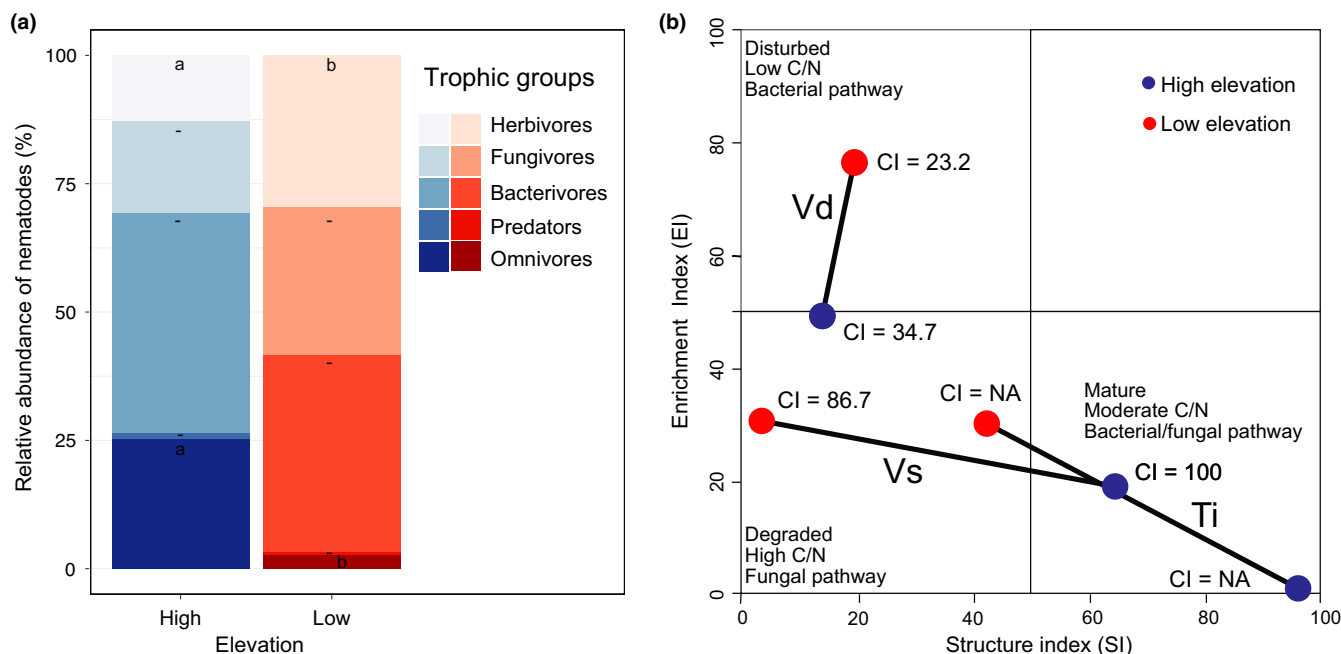 (a)
100
75
50
25
0
Relative abundance of nematodes (%)
a
-
-
-
a
b
-
-
-
b
High
Low
Elevation
Trophic groups
Herbivores
Fungivores
Bacterivores
Predators
Omnivores
(b)
100
80
60
40
20
0
Enrichment Index (EI)
Disturbed
Low C/N
Bacterial pathway
High elevation
Low elevation
CI = 23.2
Vd
CI = 34.7
CI = 86.7
CI = NA
Mature
Moderate C/N
Bacterial/fungal pathway
Vs
CI = 100
Ti
Degraded
High C/N
Fungal pathway
CI = NA
0
20
40
60
80
100
Structure index (SI)